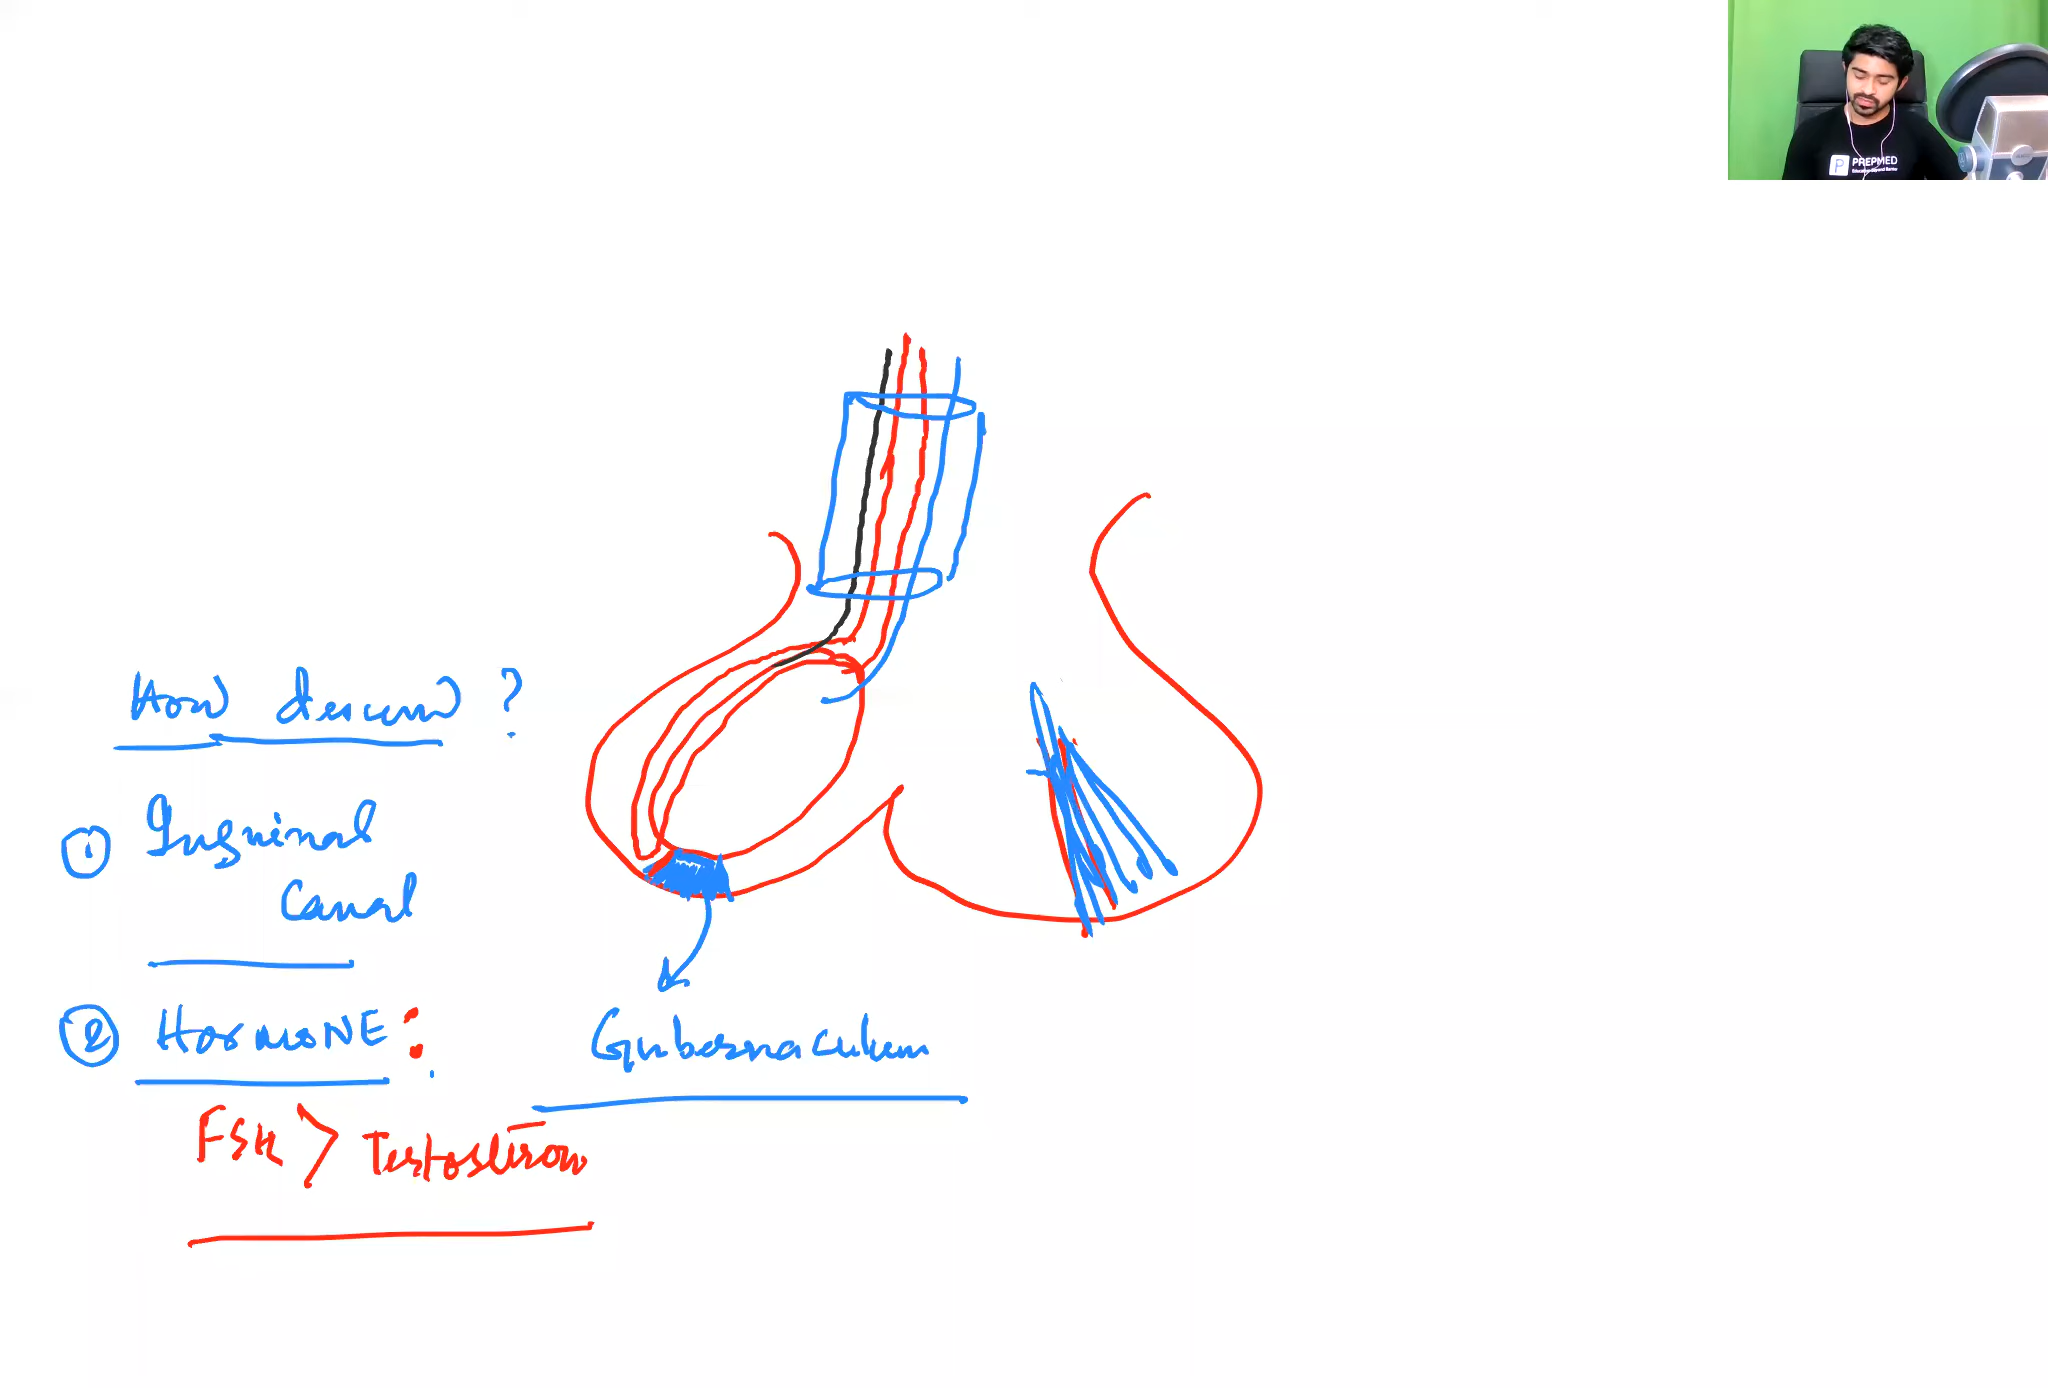 How descend ?
① Inguinal
Canal
② HORMONE :
FSH > Testosteron
Gubernaculum
P PREPMED